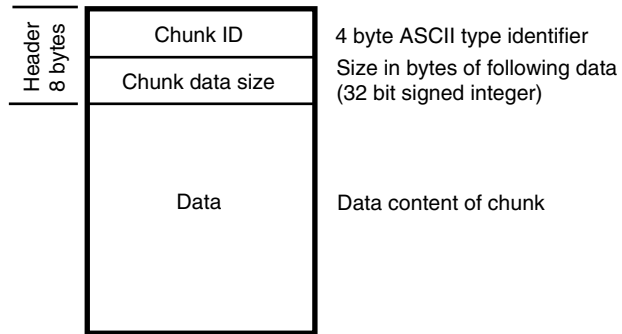 Header
8 bytes
Chunk ID
4 byte ASCII type identifier
Chunk data size
Size in bytes of following data
(32 bit signed integer)
Data
Data content of chunk